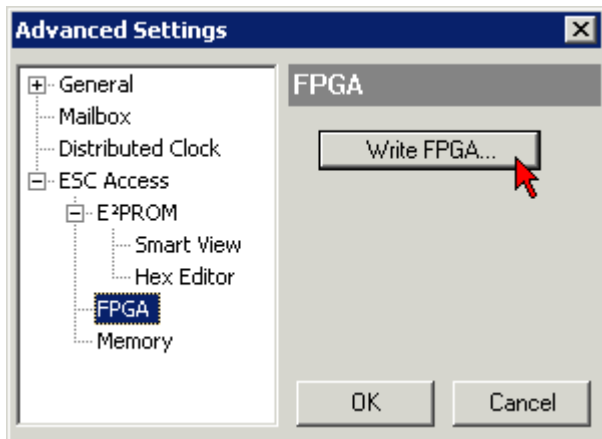 Advanced Settings
General
Mailbox
Distributed Clock
ESC Access
E²PROM
Smart View
Hex Editor
FPGA
Memory
FPGA
Write FPGA...
OK Cancel